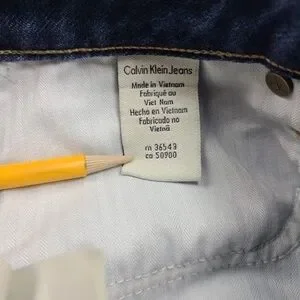 Calvin Klein Jeans
Made in Vietnam
Fabriqué au
Viet Nam
Hecho en Vietnam
Fabricado no
Vietnã
rn 36543
ca 50900